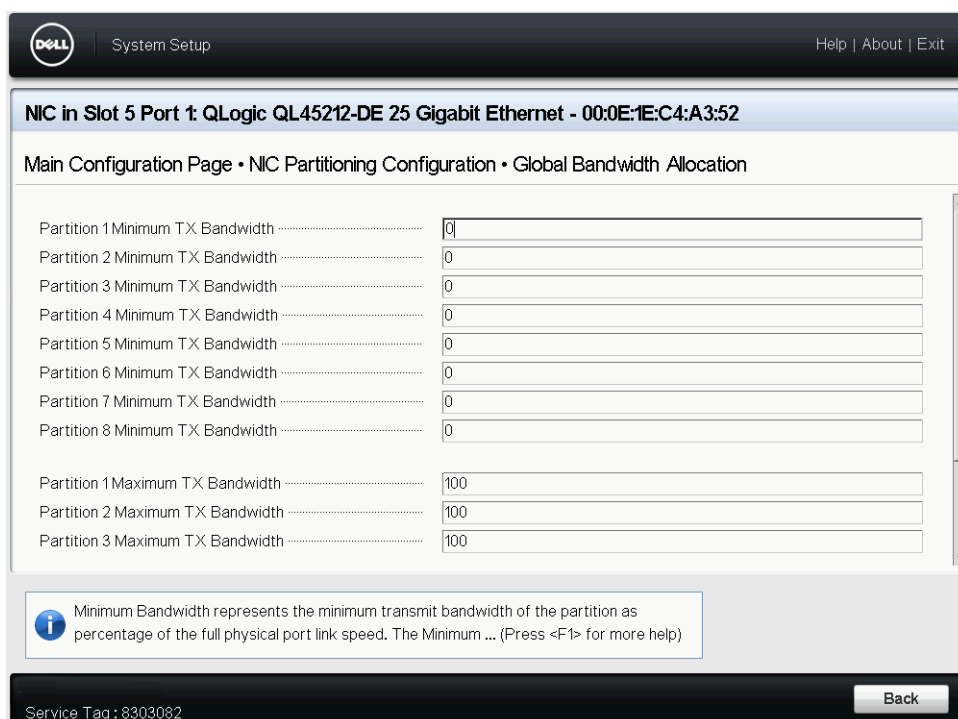 DELL
System Setup
Help | About | Exit
NIC in Slot 5 Port 1: QLogic QL45212-DE 25 Gigabit Ethernet - 00:0E:1E:C4:A3:52
Main Configuration Page • NIC Partitioning Configuration • Global Bandwidth Allocation
Partition 1 Minimum TX Bandwidth 0
Partition 2 Minimum TX Bandwidth 0
Partition 3 Minimum TX Bandwidth 0
Partition 4 Minimum TX Bandwidth 0
Partition 5 Minimum TX Bandwidth 0
Partition 6 Minimum TX Bandwidth 0
Partition 7 Minimum TX Bandwidth 0
Partition 8 Minimum TX Bandwidth 0
Partition 1 Maximum TX Bandwidth 100
Partition 2 Maximum TX Bandwidth 100
Partition 3 Maximum TX Bandwidth 100
Minimum Bandwidth represents the minimum transmit bandwidth of the partition as
percentage of the full physical port link speed. The Minimum ... (Press <F1> for more help)
Service Tag : 8303082
Back